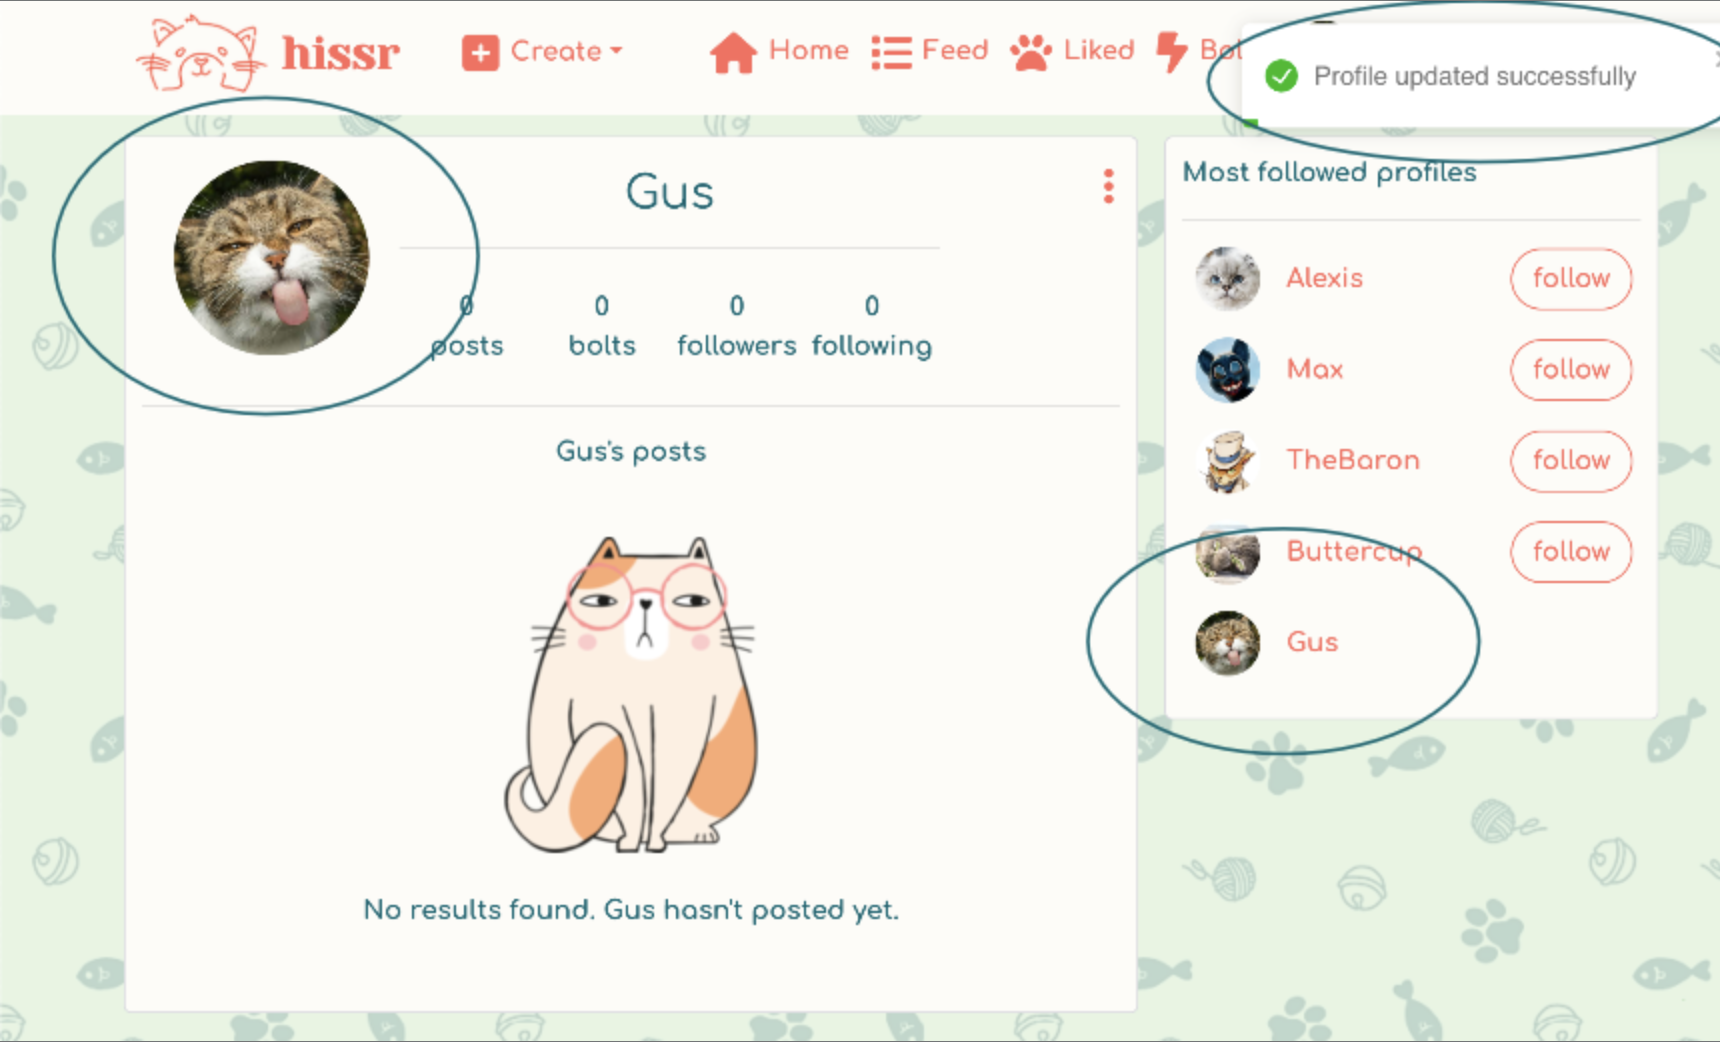 hissr
Create
Home
Feed
Liked
Profile updated successfully
Gus
0 0 0 0
posts bolts followers following
Gus's posts
No results found. Gus hasn't posted yet.
Most followed profiles
Alexis follow
Max follow
TheBaron follow
Buttercup follow
Gus